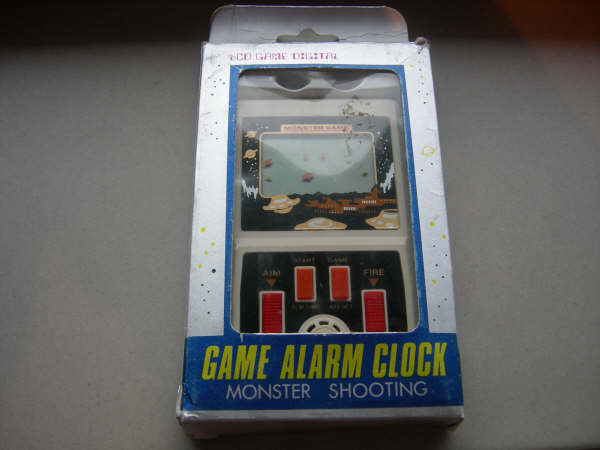 LCD GAME DIGITAL
MONSTER GAME
START GAME
AIM FIRE
GAME ALARM CLOCK
MONSTER SHOOTING